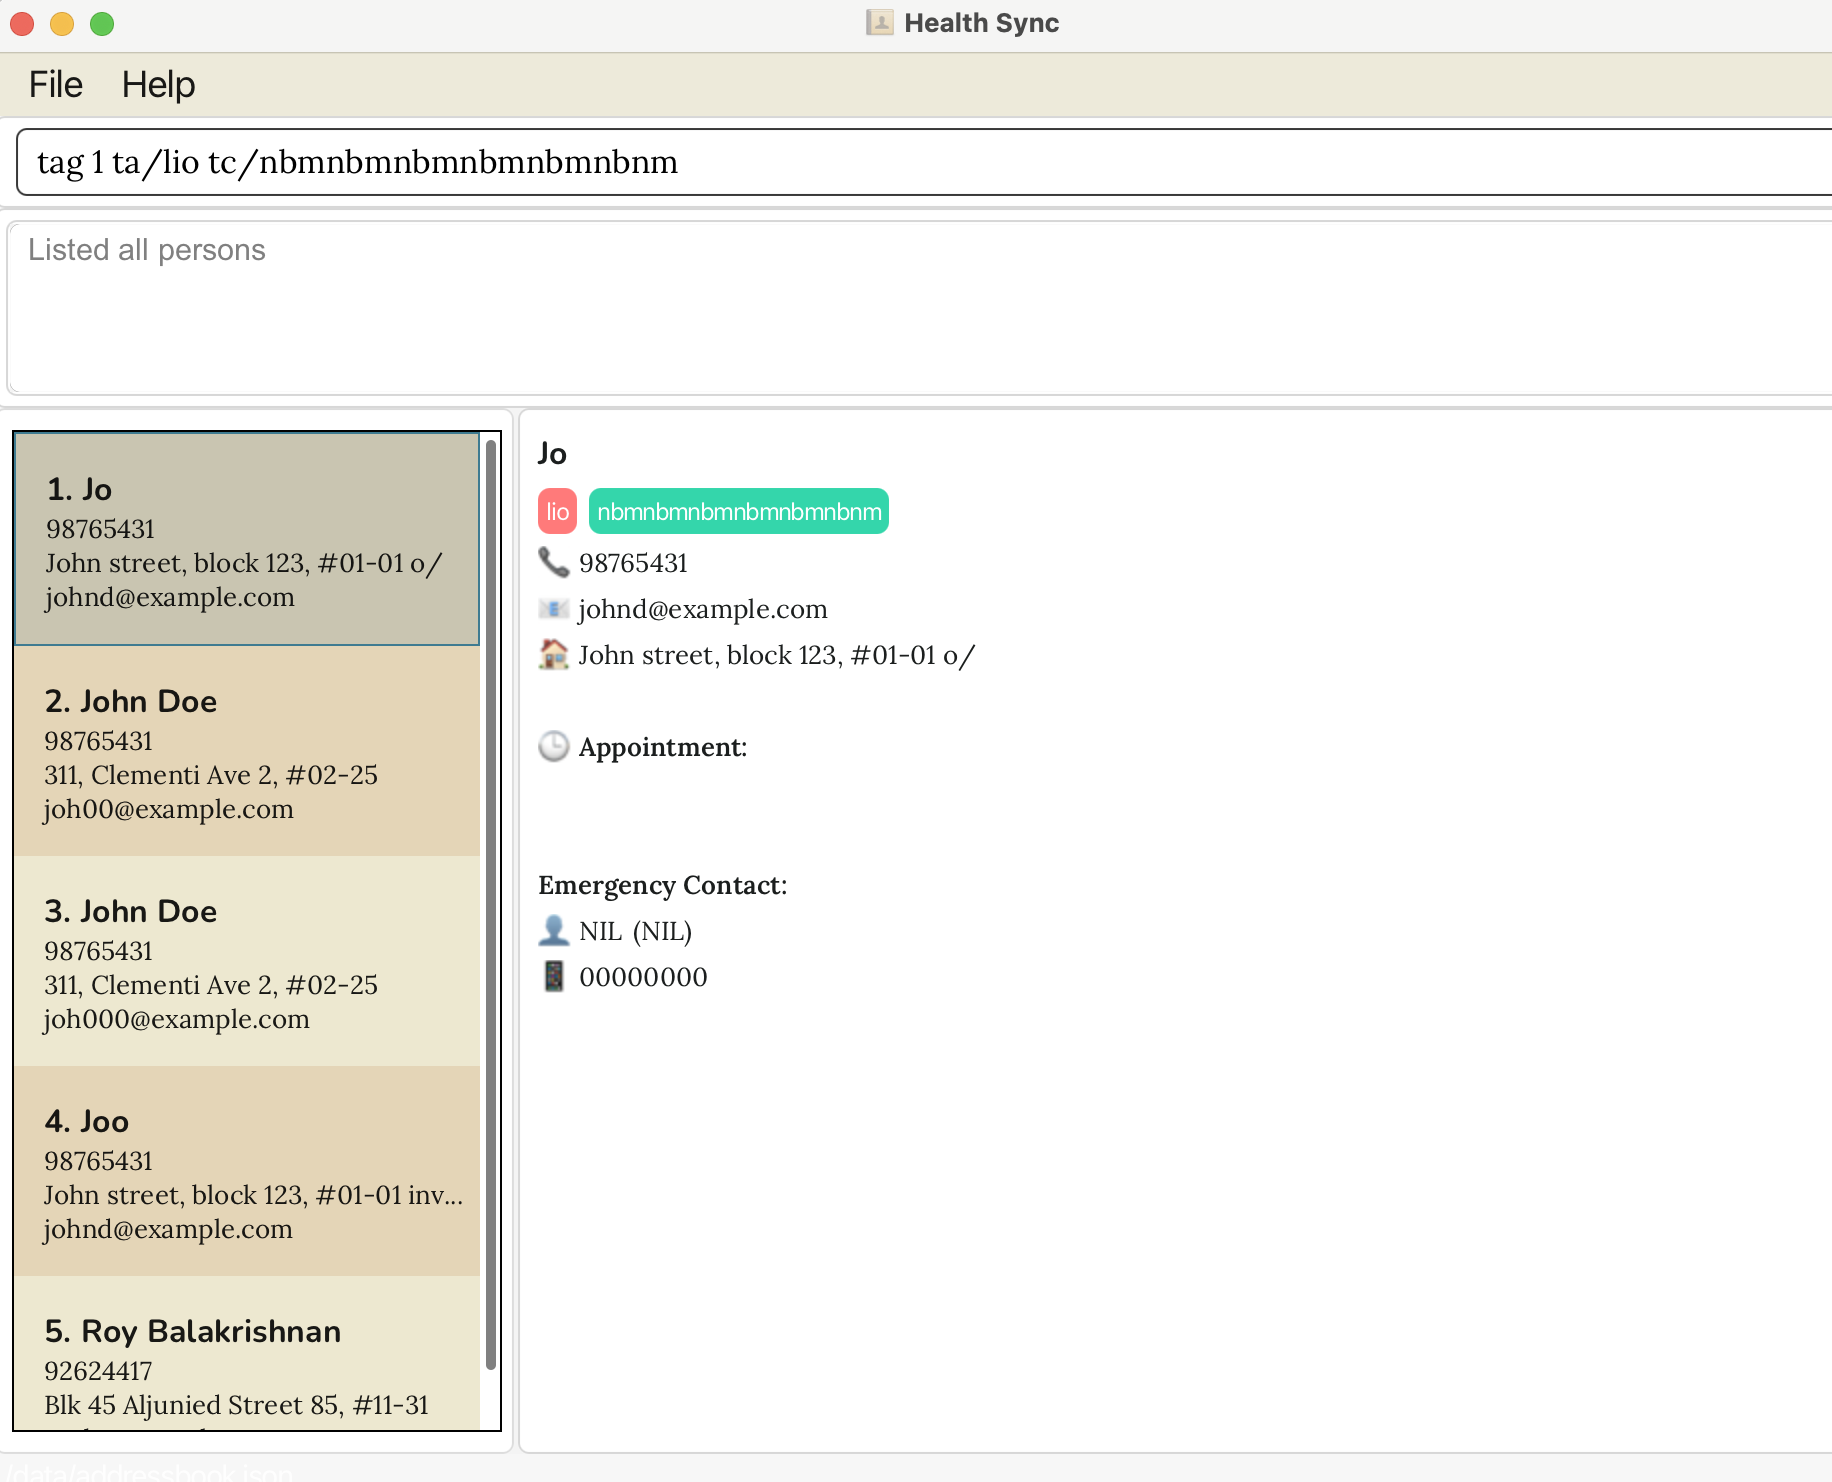 Health Sync
File Help
tag 1 ta/lio tc/nbmnbmnbmnbmnbmnbnm
Listed all persons
1. Jo
98765431
John street, block 123, #01-01 o/
johnd@example.com
2. John Doe
98765431
311, Clementi Ave 2, #02-25
joh00@example.com
3. John Doe
98765431
311, Clementi Ave 2, #02-25
joh000@example.com
4. Joo
98765431
John street, block 123, #01-01 inv...
johnd@example.com
5. Roy Balakrishnan
92624417
Blk 45 Aljunied Street 85, #11-31
Jo
lio nbmnbmnbmnbmnbmnbnm
98765431
johnd@example.com
John street, block 123, #01-01 o/
Appointment:
Emergency Contact:
NIL (NIL)
00000000
/data/addressbook.json